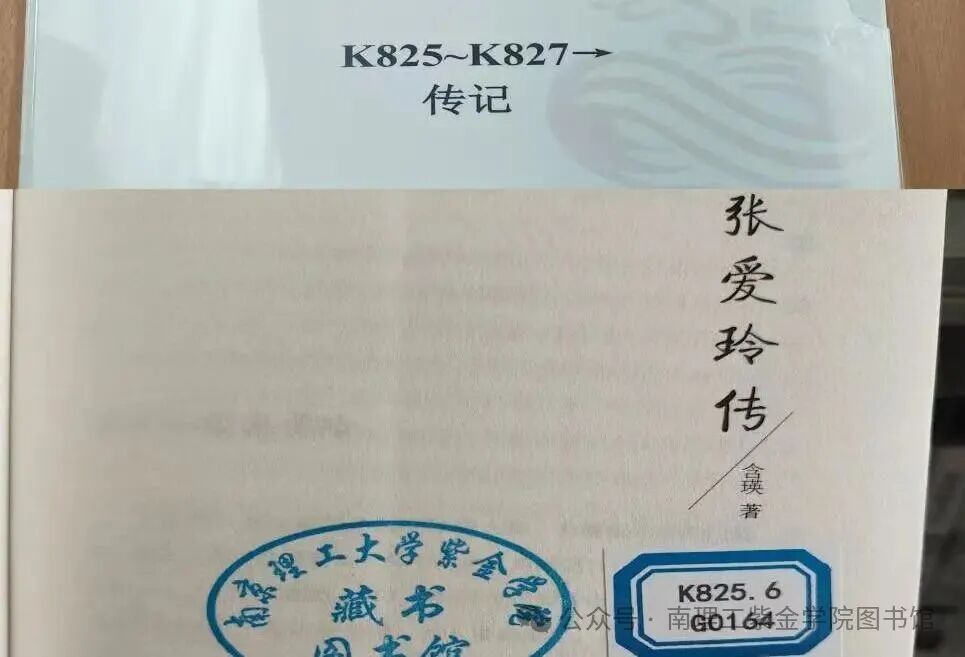 K825~K827→
传记
张爱玲传
含瑛 著
南京理工大学紫金学院
藏书
图书馆
K825.6
G0164
公众号·南理工紫金学院图书馆